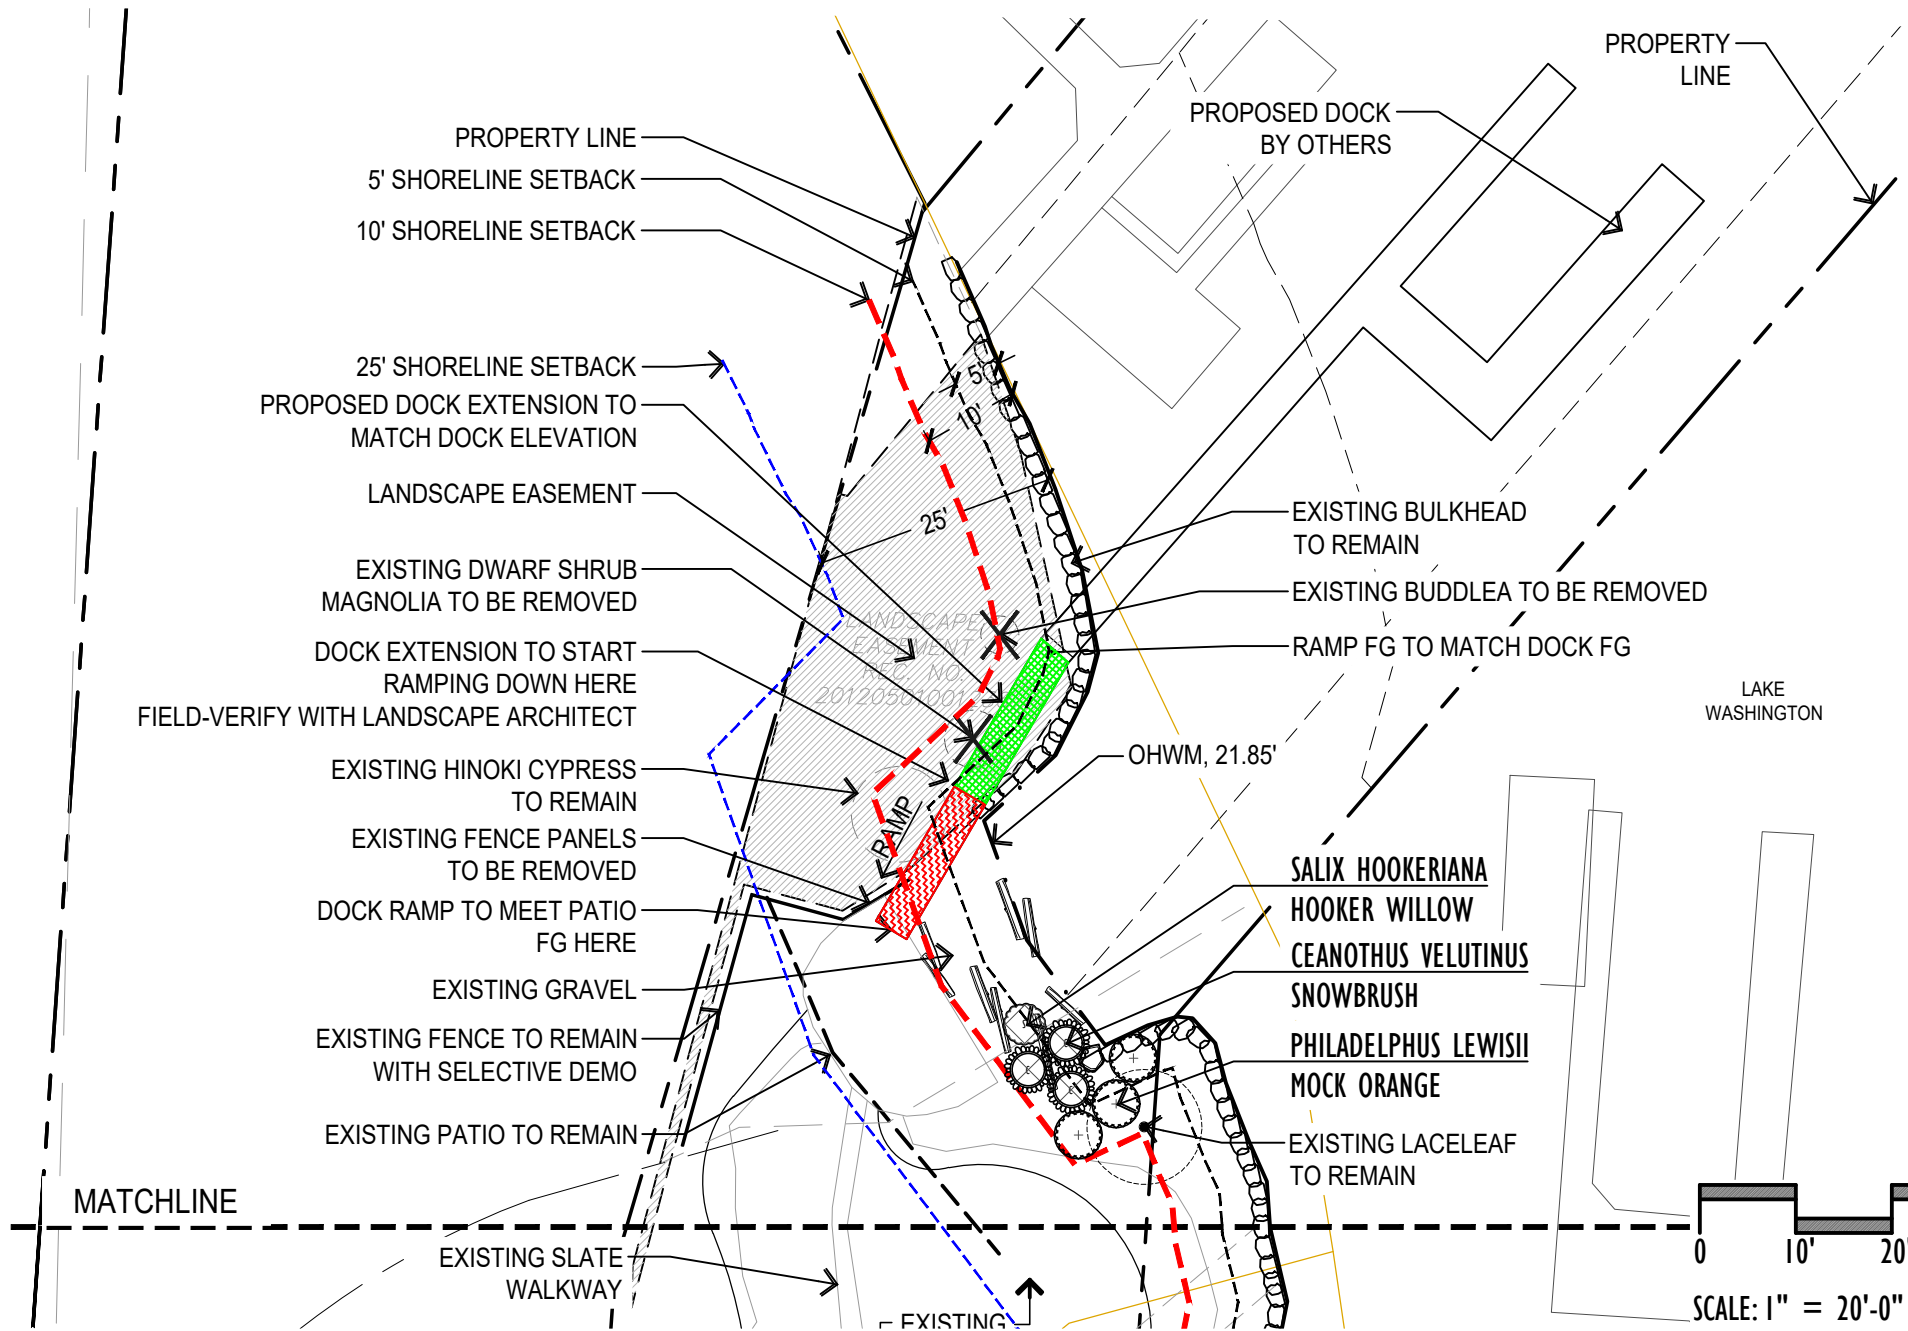 PROPERTY LINE
5' SHORELINE SETBACK
10' SHORELINE SETBACK
25' SHORELINE SETBACK
PROPOSED DOCK EXTENSION TO
MATCH DOCK ELEVATION
LANDSCAPE EASEMENT
EXISTING DWARF SHRUB
MAGNOLIA TO BE REMOVED
DOCK EXTENSION TO START
RAMPING DOWN HERE
FIELD-VERIFY WITH LANDSCAPE ARCHITECT
EXISTING HINOKI CYPRESS
TO REMAIN
EXISTING FENCE PANELS
TO BE REMOVED
DOCK RAMP TO MEET PATIO
FG HERE
EXISTING GRAVEL
EXISTING FENCE TO REMAIN
WITH SELECTIVE DEMO
EXISTING PATIO TO REMAIN
MATCHLINE
EXISTING SLATE
WALKWAY
EXISTING
5'
10'
25'
LANDSCAPE
EASEMENT
REC. NO.
RAMP
PROPERTY
LINE
PROPOSED DOCK
BY OTHERS
EXISTING BULKHEAD
TO REMAIN
EXISTING BUDDLEA TO BE REMOVED
RAMP FG TO MATCH DOCK FG
LAKE
WASHINGTON
OHWM, 21.85'
SALIX HOOKERIANA
HOOKER WILLOW
CEANOTHUS VELUTINUS
SNOWBRUSH
PHILADELPHUS LEWISII
MOCK ORANGE
EXISTING LACELEAF
TO REMAIN
0 10' 20'
SCALE: 1" = 20'-0"